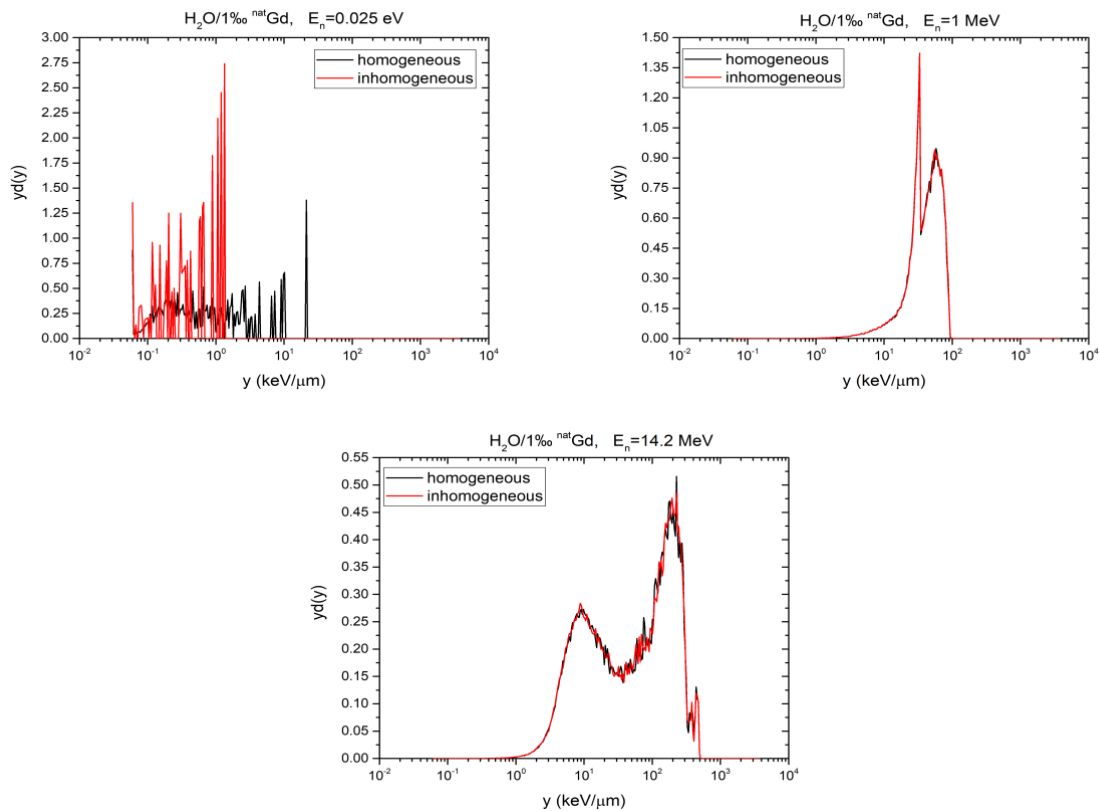 H₂O/1‰ ⁿᵃᵗGd, Eₙ=0.025 eV
3.00
2.75
2.50
2.25
2.00
1.75
1.50
1.25
1.00
0.75
0.50
0.25
0.00
yd(y)
homogeneous
inhomogeneous
10⁻² 10⁻¹ 10⁰ 10¹ 10² 10³ 10⁴
y (keV/μm)
H₂O/1‰ ⁿᵃᵗGd, Eₙ=1 MeV
1.50
1.35
1.20
1.05
0.90
0.75
0.60
0.45
0.30
0.15
0.00
yd(y)
homogeneous
inhomogeneous
10⁻² 10⁻¹ 10⁰ 10¹ 10² 10³ 10⁴
y (keV/μm)
H₂O/1‰ ⁿᵃᵗGd, Eₙ=14.2 MeV
0.55
0.50
0.45
0.40
0.35
0.30
0.25
0.20
0.15
0.10
0.05
0.00
yd(y)
homogeneous
inhomogeneous
10⁻² 10⁻¹ 10⁰ 10¹ 10² 10³ 10⁴
y (keV/μm)